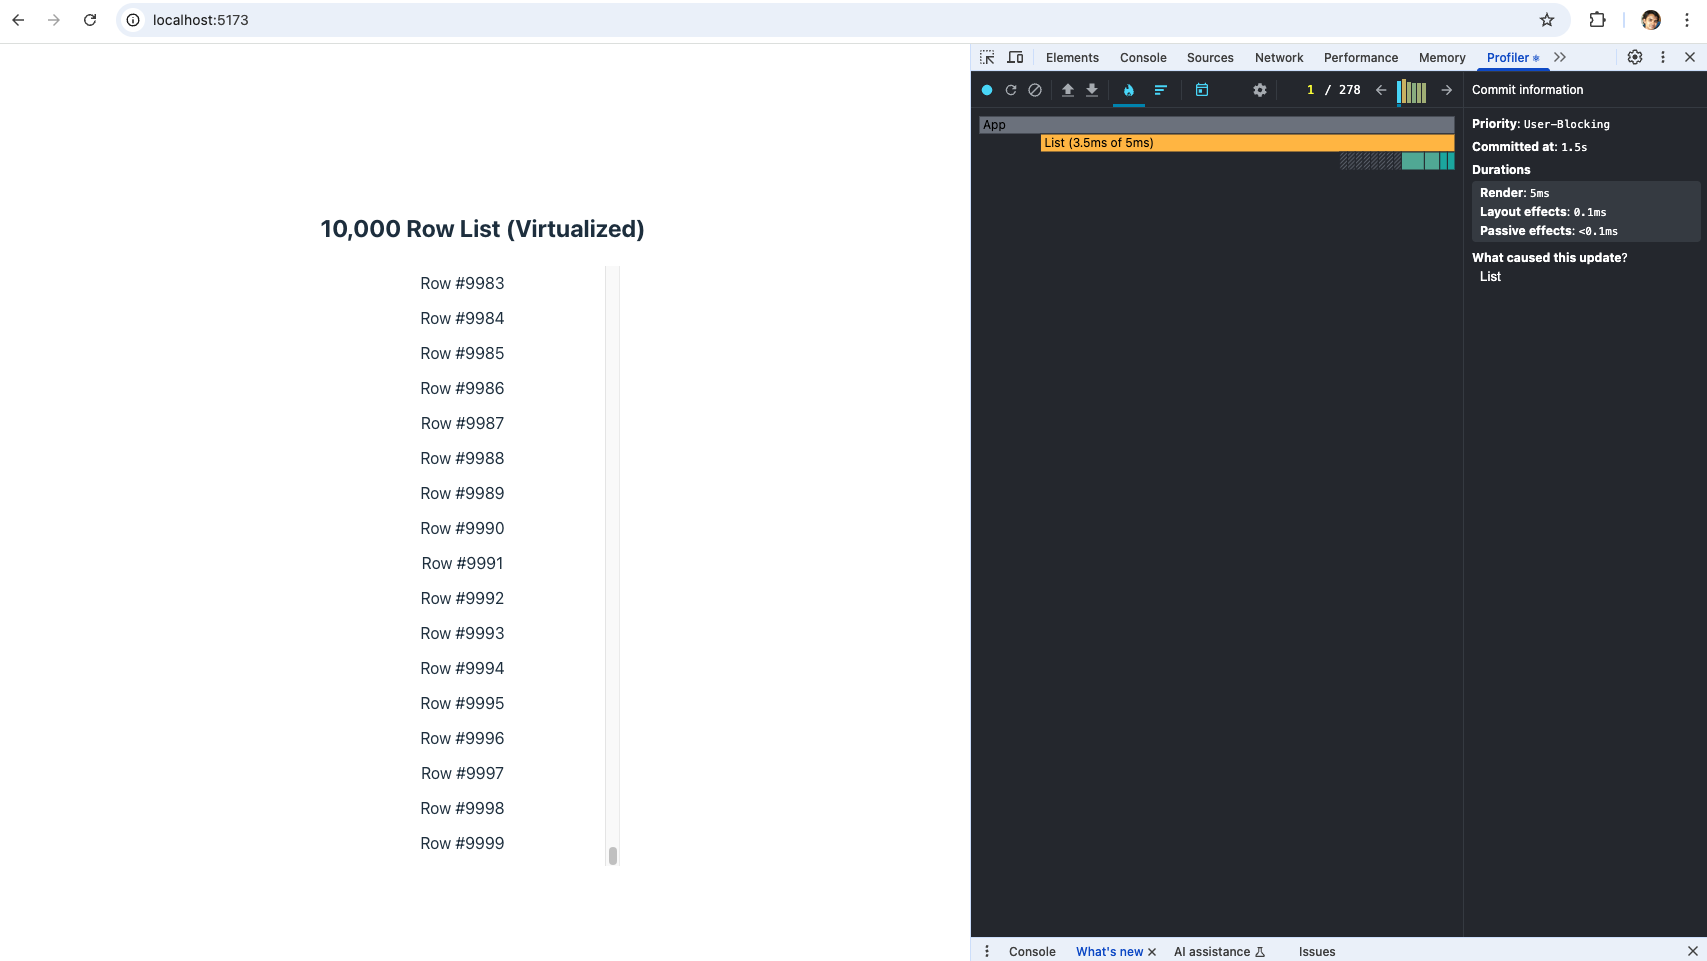 localhost:5173
Elements Console Sources Network Performance Memory Profiler
1 / 278
Commit information
App
List (3.5ms of 5ms)
Priority: User-Blocking
Committed at: 1.5s
Durations
Render: 5ms
Layout effects: 0.1ms
Passive effects: <0.1ms
What caused this update?
List
10,000 Row List (Virtualized)
Row #9983
Row #9984
Row #9985
Row #9986
Row #9987
Row #9988
Row #9989
Row #9990
Row #9991
Row #9992
Row #9993
Row #9994
Row #9995
Row #9996
Row #9997
Row #9998
Row #9999
Console What's new AI assistance Issues